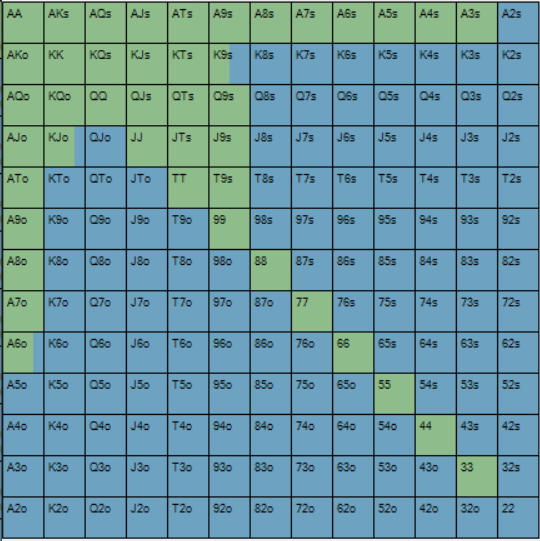 AA AKs AQs AJs ATs A9s A8s A7s A6s A5s A4s A3s A2s
AKo KK KQs KJs KTs K9s K8s K7s K6s K5s K4s K3s K2s
AQo KQo QQ QJs QTs Q9s Q8s Q7s Q6s Q5s Q4s Q3s Q2s
AJo KJo QJo JJ JTs J9s J8s J7s J6s J5s J4s J3s J2s
ATo KTo QTo JTo TT T9s T8s T7s T6s T5s T4s T3s T2s
A9o K9o Q9o J9o T9o 99 98s 97s 96s 95s 94s 93s 92s
A8o K8o Q8o J8o T8o 98o 88 87s 86s 85s 84s 83s 82s
A7o K7o Q7o J7o T7o 97o 87o 77 76s 75s 74s 73s 72s
A6o K6o Q6o J6o T6o 96o 86o 76o 66 65s 64s 63s 62s
A5o K5o Q5o J5o T5o 95o 85o 75o 65o 55 54s 53s 52s
A4o K4o Q4o J4o T4o 94o 84o 74o 64o 54o 44 43s 42s
A3o K3o Q3o J3o T3o 93o 83o 73o 63o 53o 43o 33 32s
A2o K2o Q2o J2o T2o 92o 82o 72o 62o 52o 42o 32o 22